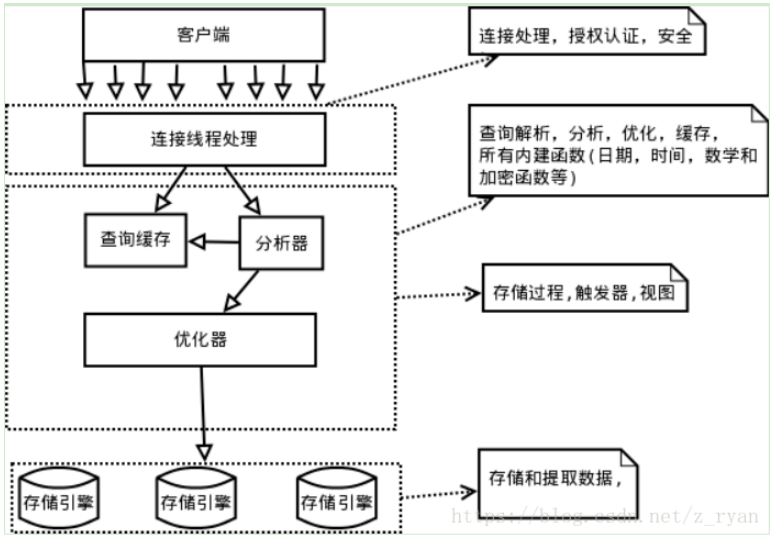 客户端
连接处理，授权认证，安全
连接线程处理
查询解析，分析，优化，缓存，
所有内建函数(日期，时间，数学和
加密函数等)
查询缓存
分析器
存储过程,触发器,视图
优化器
存储引擎
存储引擎
存储引擎
存储和提取数据，
https://blog.csdn.net/z_ryan